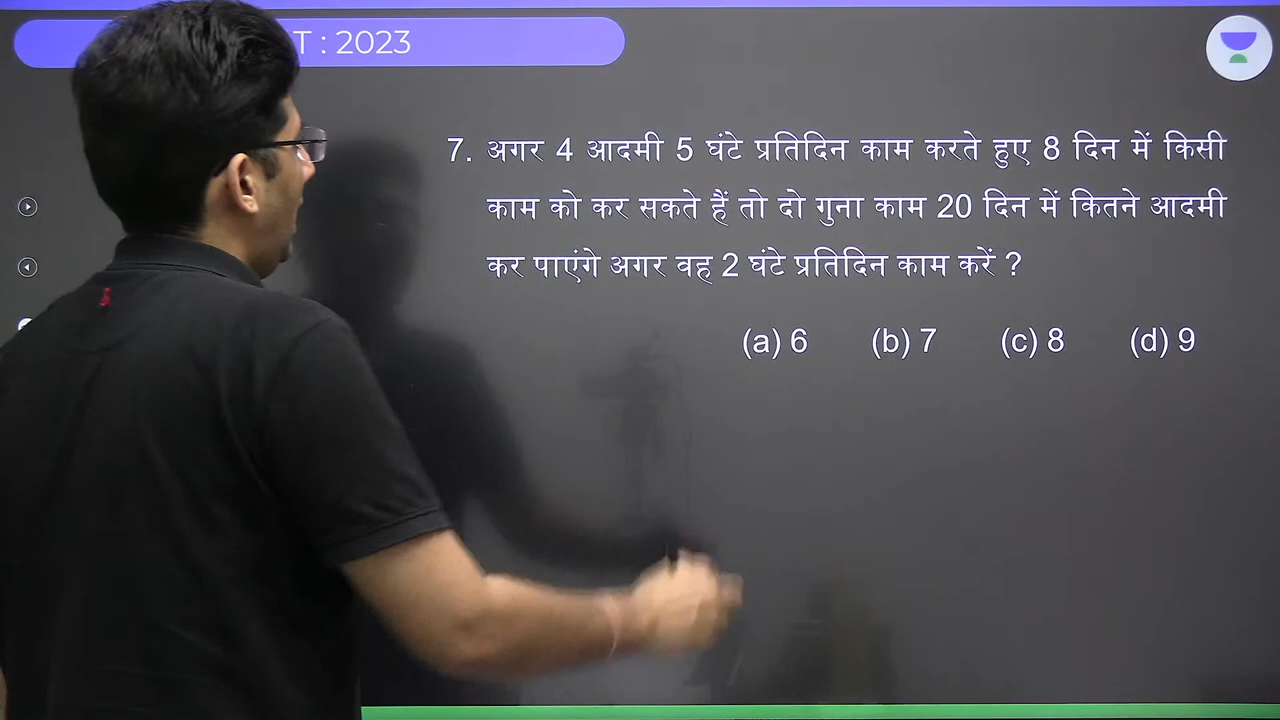 T : 2023
7. अगर 4 आदमी 5 घंटे प्रतिदिन काम करते हुए 8 दिन में किसी
काम को कर सकते हैं तो दो गुना काम 20 दिन में कितने आदमी
कर पाएंगे अगर वह 2 घंटे प्रतिदिन काम करें ?
(a) 6 (b) 7 (c) 8 (d) 9